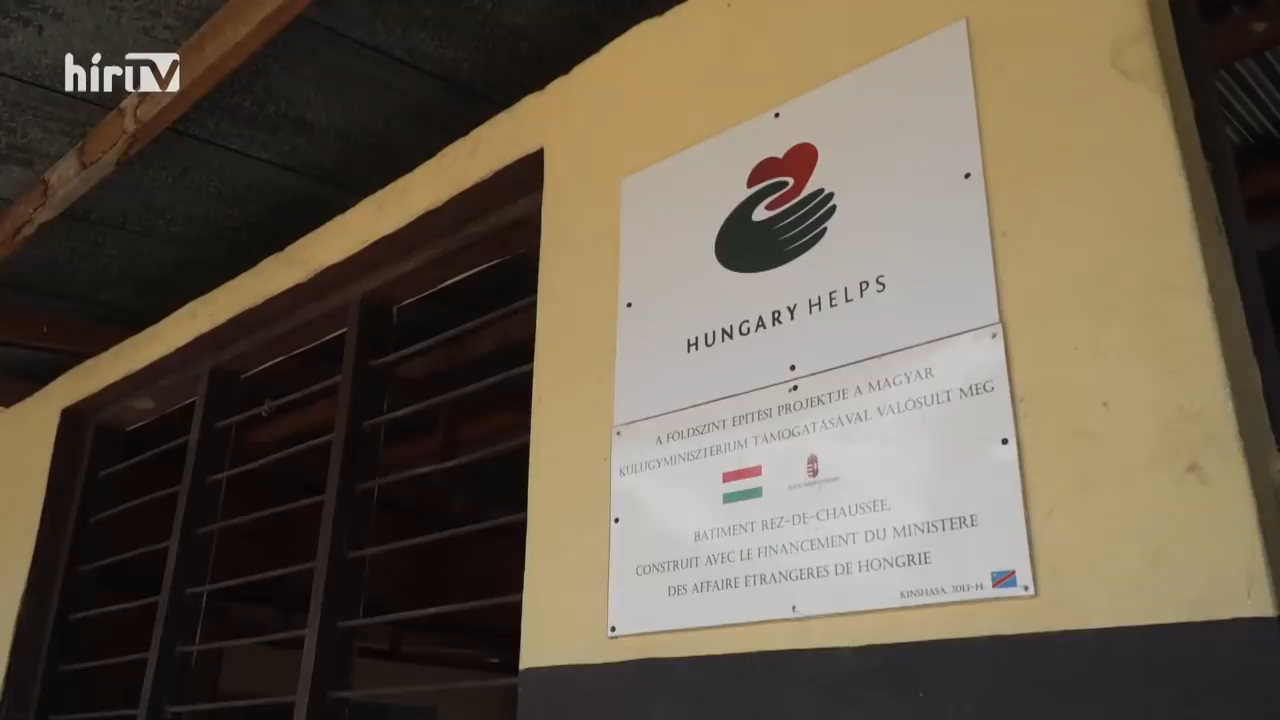 hírTV
HUNGARY HELPS
A FÖLDSZINT ÉPÍTÉSI PROJEKTJE A MAGYAR
KÜLÜGYMINISZTÉRIUM TÁMOGATÁSÁVAL VALÓSULT MEG
BATIMENT REZ-DE-CHAUSSÉE,
CONSTRUIT AVEC LE FINANCEMENT DU MINISTERE
DES AFFAIRE ÉTRANGERES DE HONGRIE
KINSHASA, 2013-14.